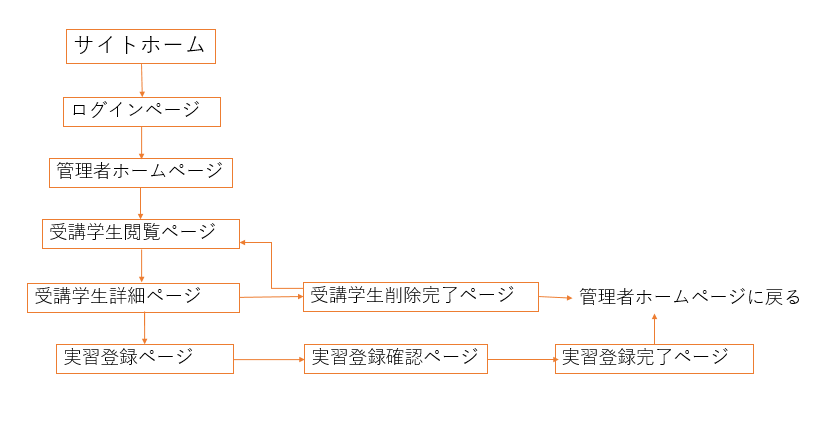 サイトホーム
ログインページ
管理者ホームページ
受講学生閲覧ページ
受講学生詳細ページ
受講学生削除完了ページ
管理者ホームページに戻る
実習登録ページ
実習登録確認ページ
実習登録完了ページ